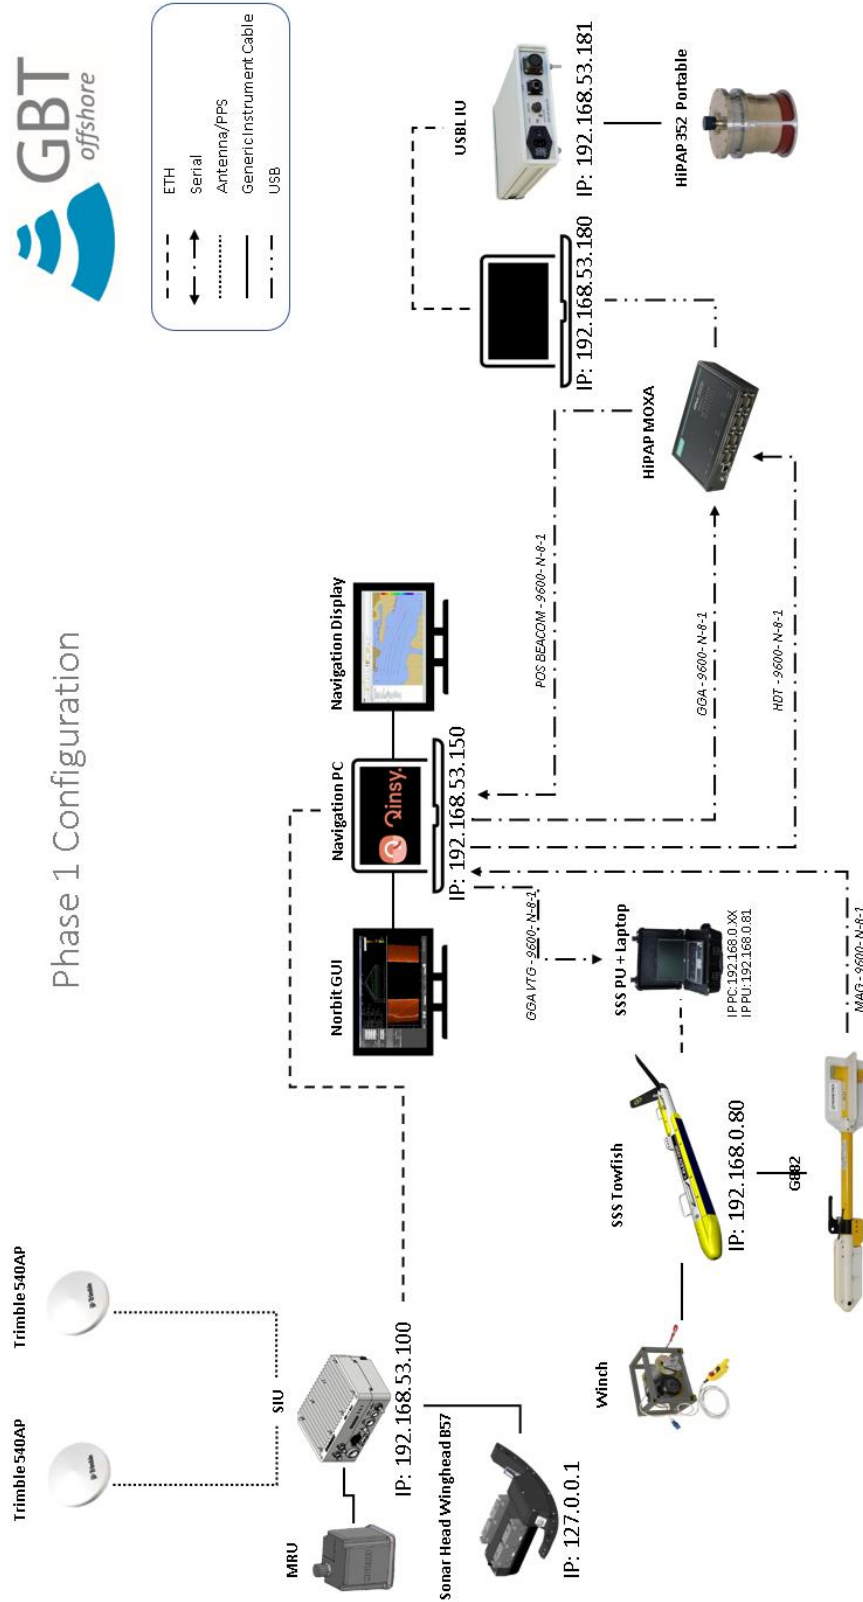 Phase 1 Configuration
GBT
offshore
ETH
Serial
Antenna/PPS
Generic Instrument Cable
USB
Trimble 540AP
Trimble 540AP
Trimble
Trimble
SIU
IP: 192.168.53.100
MRU
Sonar Head Winghead B57
IP: 127.0.0.1
Norbit GUI
Navigation PC
Qinsy.
IP: 192.168.53.150
Navigation Display
USBL IU
IP: 192.168.53.181
IP: 192.168.53.180
HiPAP 352 Portable
HiPAP MOXA
POS BEACOM - 9600- N-8-1
GGA - 9600- N-8-1
HDT - 9600- N-8-1
GGA VTG - 9600- N-8-1
SSS PU + Laptop
IP PC: 192.168.0.XX
IP PU: 192.168.0.81
MAG - 9600- N-8-1
SSS Towfish
IP: 192.168.0.80
G882
Winch